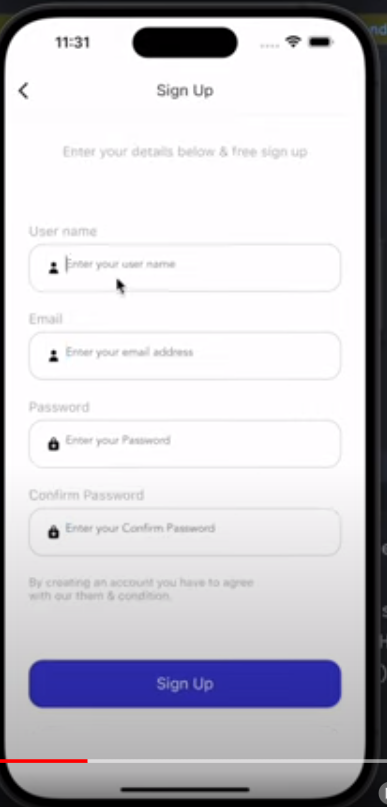 11:31
Sign Up
Enter your details below & free sign up
User name
Enter your user name
Email
Enter your email address
Password
Enter your Password
Confirm Password
Enter your Confirm Password
By creating an account you have to agree
with our them & condition.
Sign Up